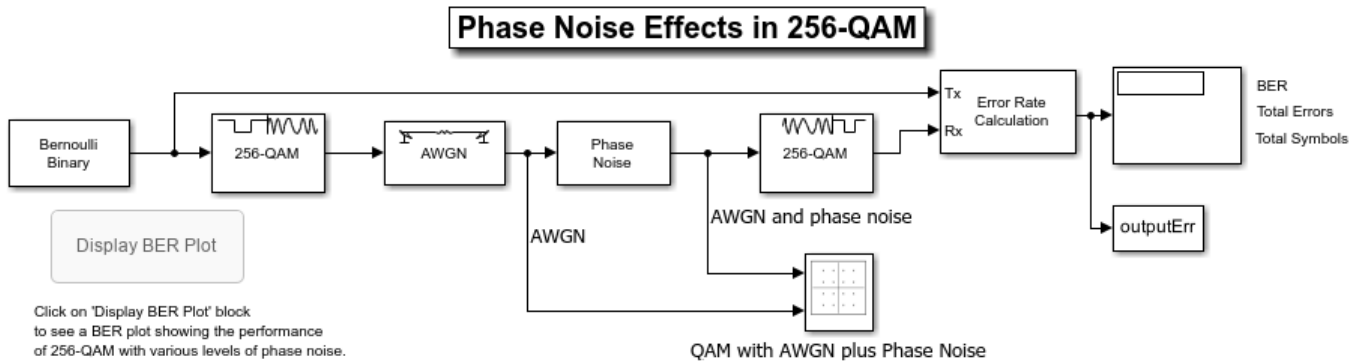 Phase Noise Effects in 256-QAM
Tx
Rx
Error Rate
Calculation
BER
Total Errors
Total Symbols
Bernoulli
Binary
256-QAM
AWGN
Phase
Noise
256-QAM
AWGN and phase noise
AWGN
outputErr
Display BER Plot
Click on 'Display BER Plot' block
to see a BER plot showing the performance
of 256-QAM with various levels of phase noise.
QAM with AWGN plus Phase Noise